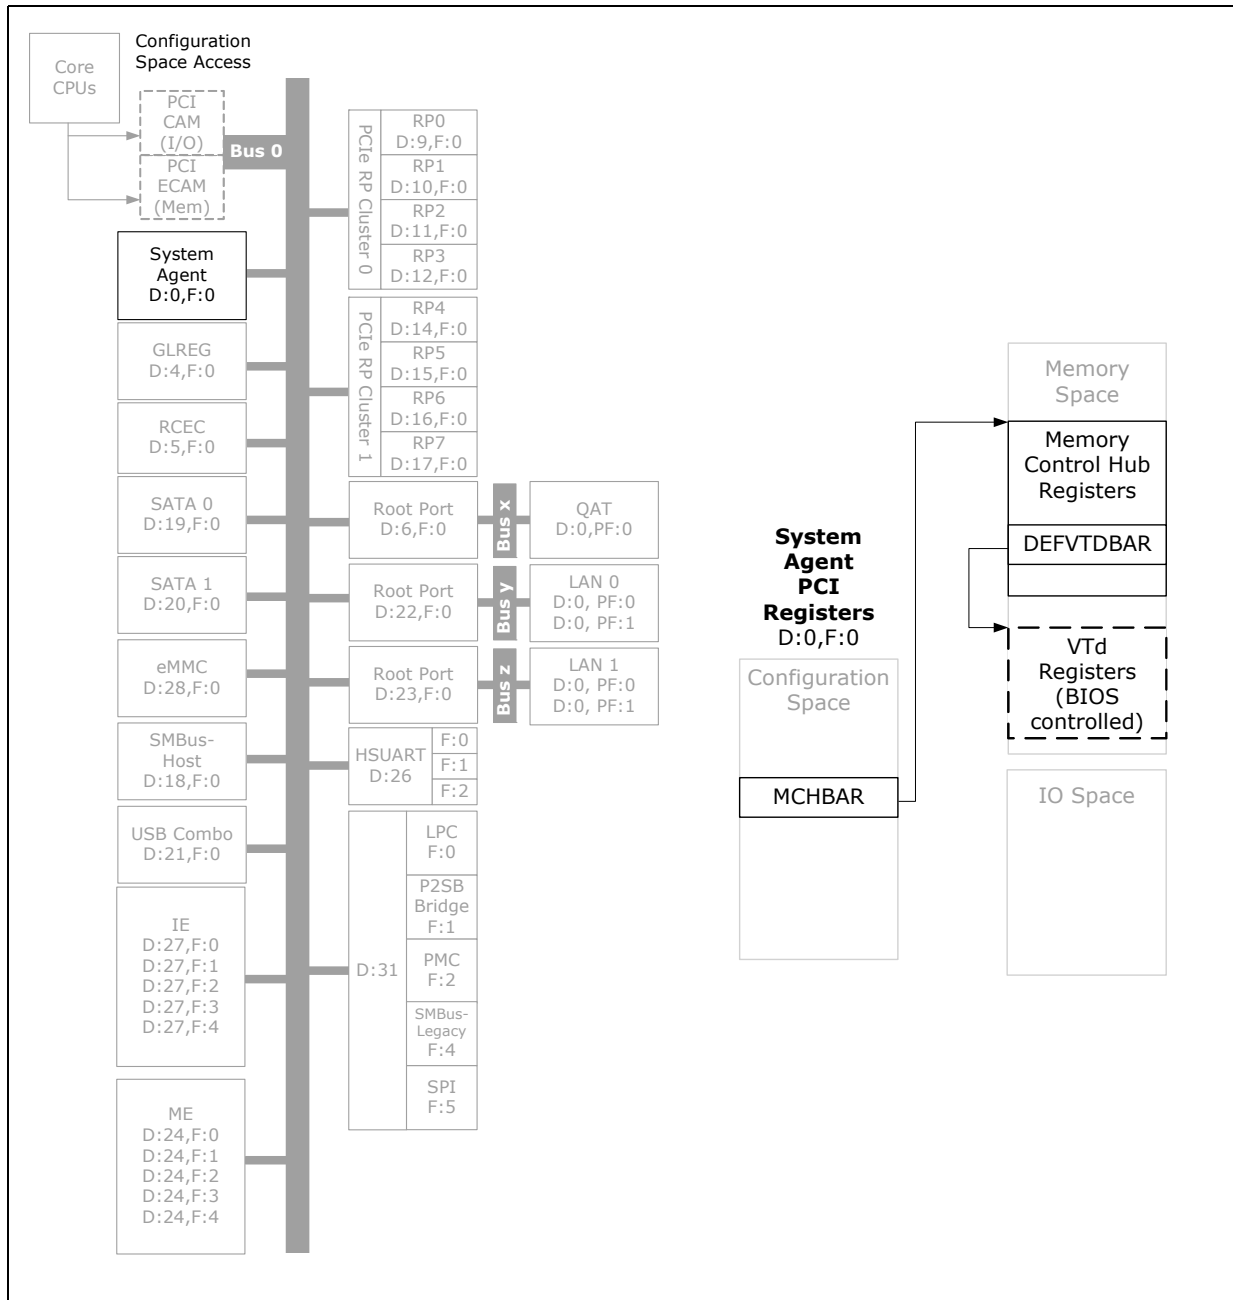 Configuration
Space Access
Core
CPUs
PCI
CAM
(I/O)
PCI
ECAM
(Mem)
Bus 0
System
Agent
D:0,F:0
GLREG
D:4,F:0
RCEC
D:5,F:0
SATA 0
D:19,F:0
SATA 1
D:20,F:0
eMMC
D:28,F:0
SMBus-
Host
D:18,F:0
USB Combo
D:21,F:0
IE
D:27,F:0
D:27,F:1
D:27,F:2
D:27,F:3
D:27,F:4
ME
D:24,F:0
D:24,F:1
D:24,F:2
D:24,F:3
D:24,F:4
PCIe RP Cluster 0
RP0
D:9,F:0
RP1
D:10,F:0
RP2
D:11,F:0
RP3
D:12,F:0
PCIe RP Cluster 1
RP4
D:14,F:0
RP5
D:15,F:0
RP6
D:16,F:0
RP7
D:17,F:0
Root Port
D:6,F:0
Bus x
QAT
D:0,PF:0
Root Port
D:22,F:0
Bus y
LAN 0
D:0, PF:0
D:0, PF:1
Root Port
D:23,F:0
Bus z
LAN 1
D:0, PF:0
D:0, PF:1
HSUART
D:26
F:0
F:1
F:2
D:31
LPC
F:0
P2SB
Bridge
F:1
PMC
F:2
SMBus-
Legacy
F:4
SPI
F:5
System
Agent
PCI
Registers
D:0,F:0
Configuration
Space
MCHBAR
Memory
Space
Memory
Control Hub
Registers
DEFVTDBAR
VTd
Registers
(BIOS
controlled)
IO Space